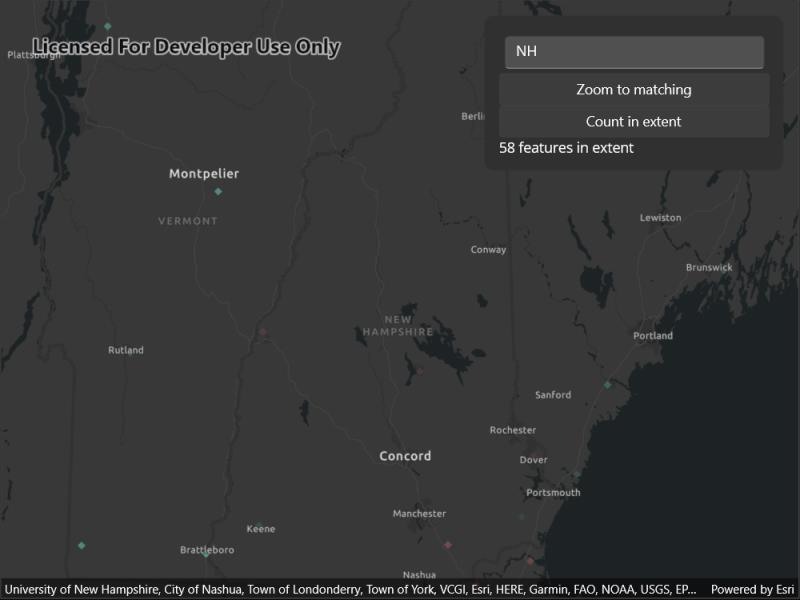 Licensed For Developer Use Only
Plattsburgh
NH
Zoom to matching
Berlin
Count in extent
58 features in extent
Montpelier
VERMONT
Lewiston
Conway
Brunswick
NEW
HAMPSHIRE
Portland
Rutland
Sanford
Rochester
Concord
Dover
Portsmouth
Manchester
Keene
Brattleboro
Nashua
University of New Hampshire, City of Nashua, Town of Londonderry, Town of York, VCGI, Esri, HERE, Garmin, FAO, NOAA, USGS, EP... Powered by Esri